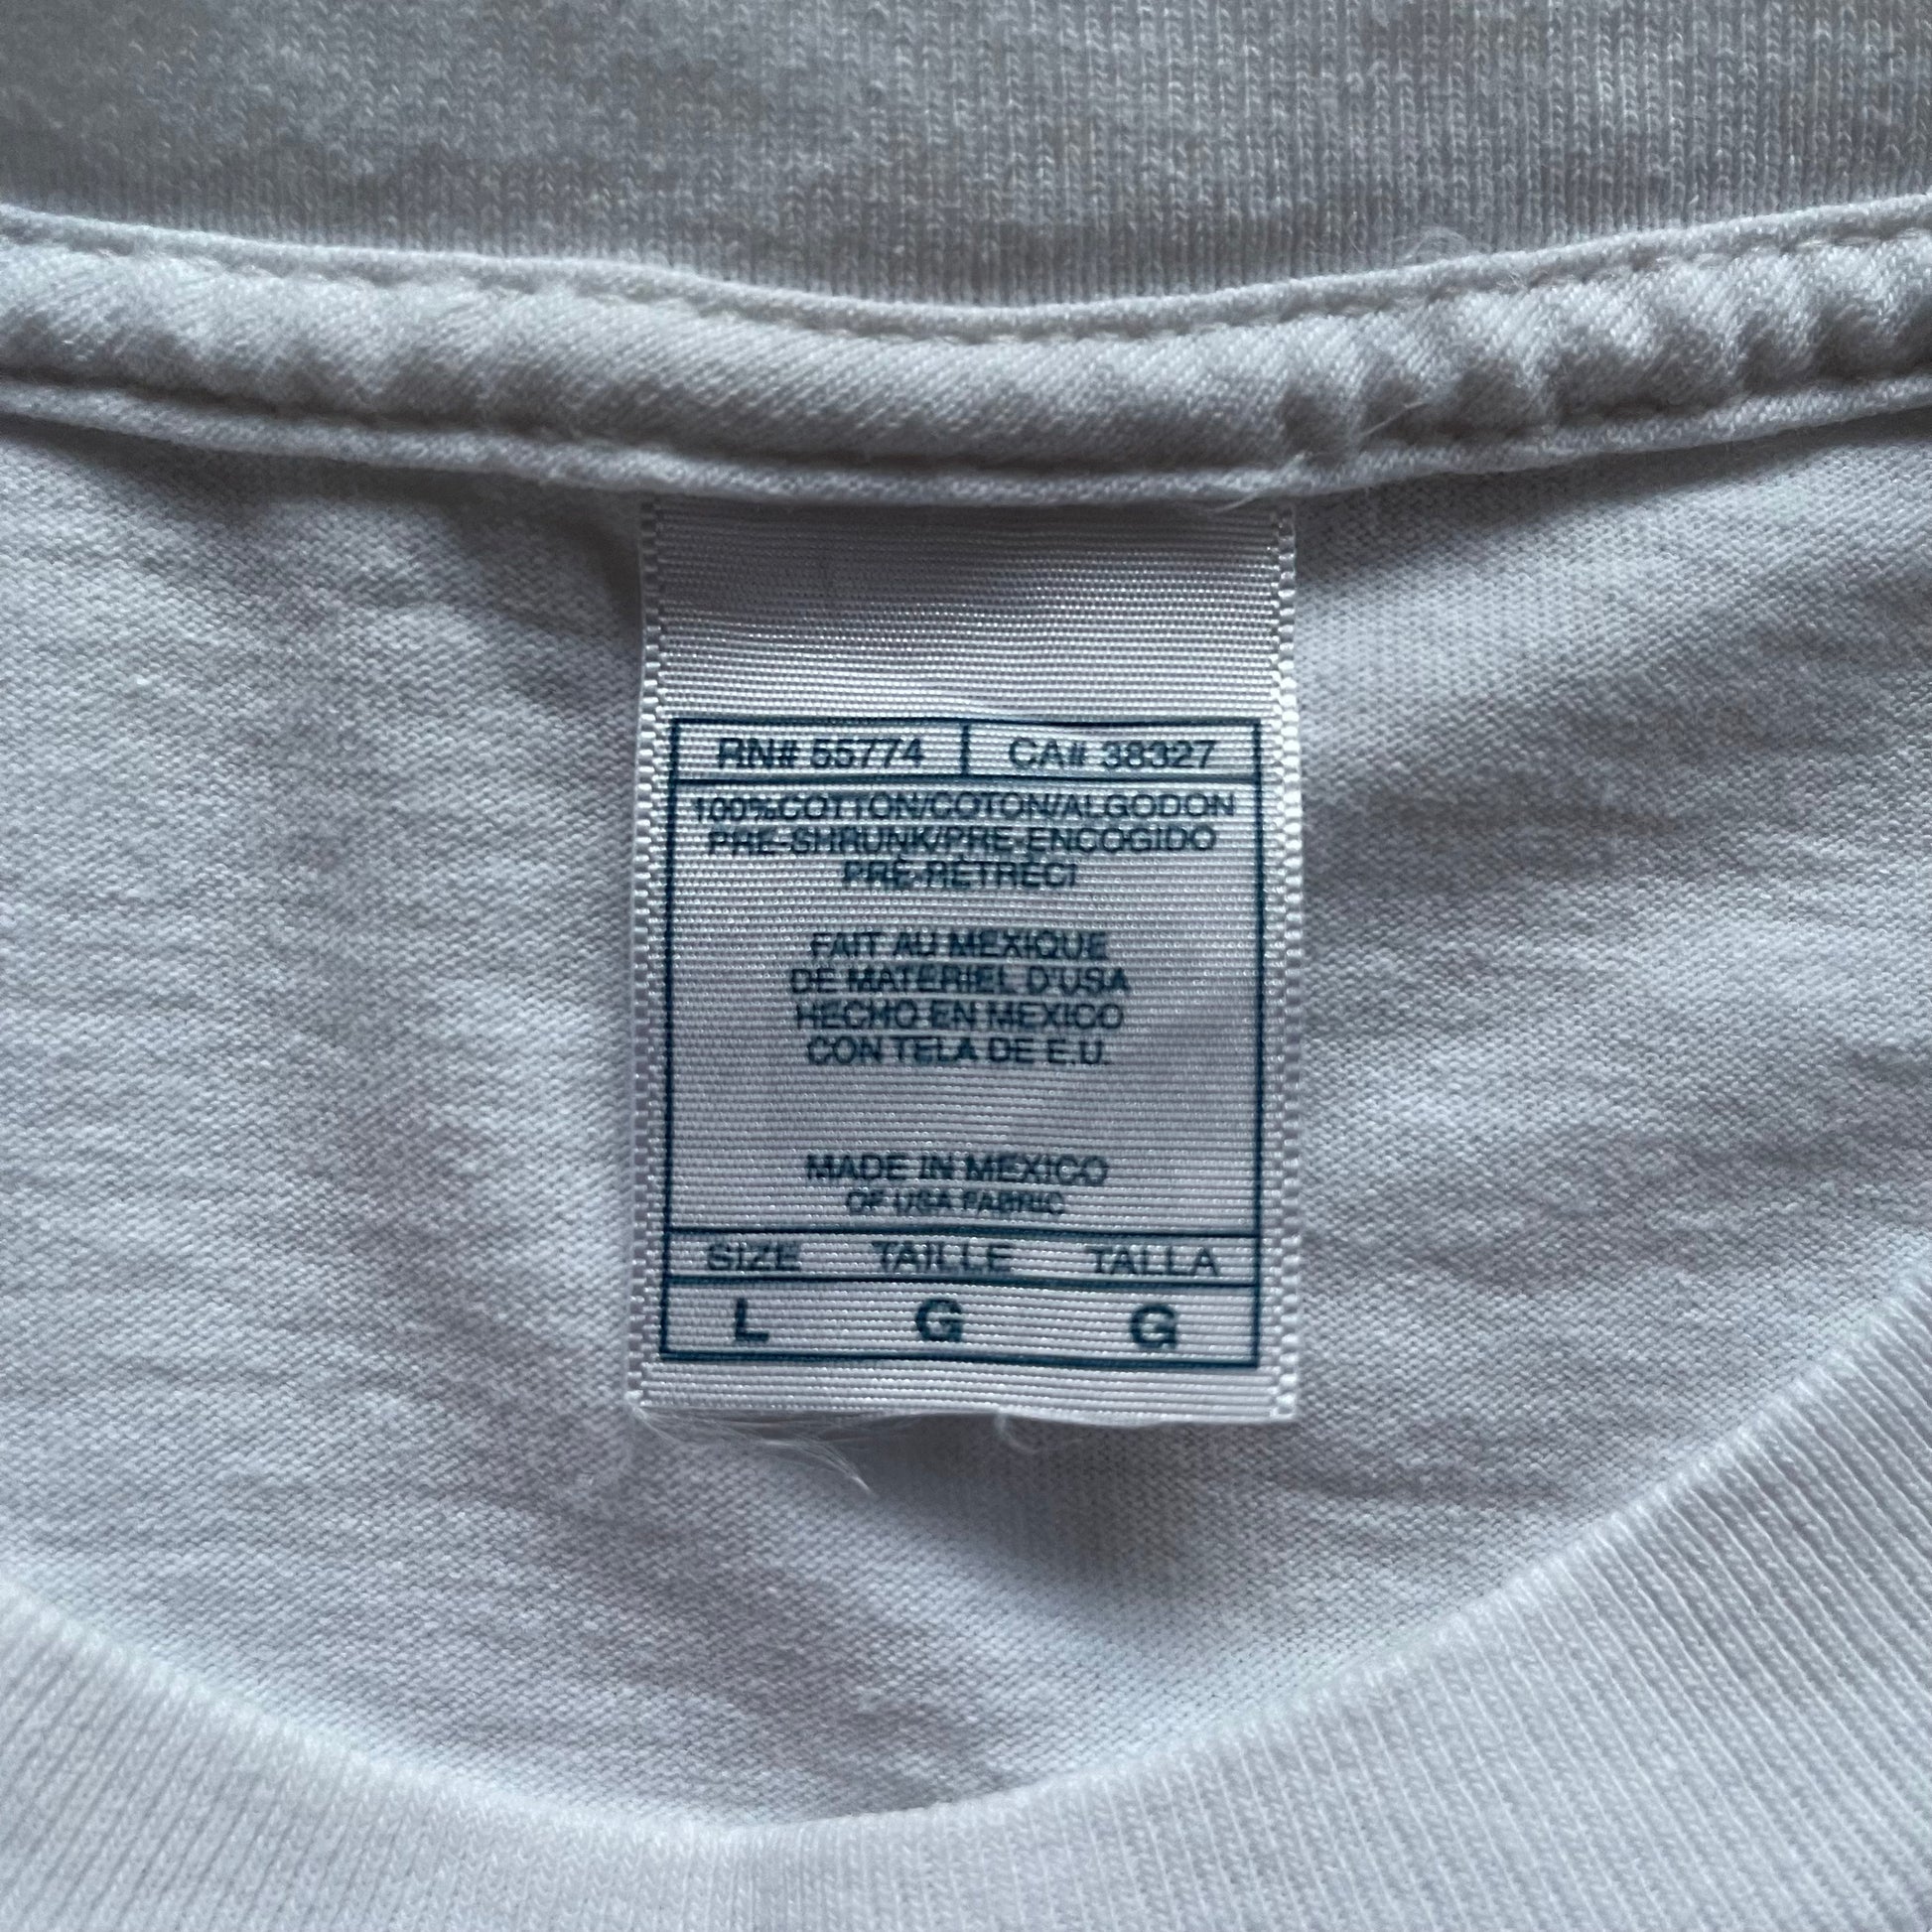 RN# 55774 | CA# 38327
100%COTTON/COTON/ALGODON
PRE-SHRUNK/PRE-ENCOGIDO
PRÉ-RÉTRÉCI
FAIT AU MEXIQUE
DE MATERIEL D'USA
HECHO EN MEXICO
CON TELA DE E.U.
MADE IN MEXICO
OF USA FABRIC
SIZE TAILLE TALLA
L G G